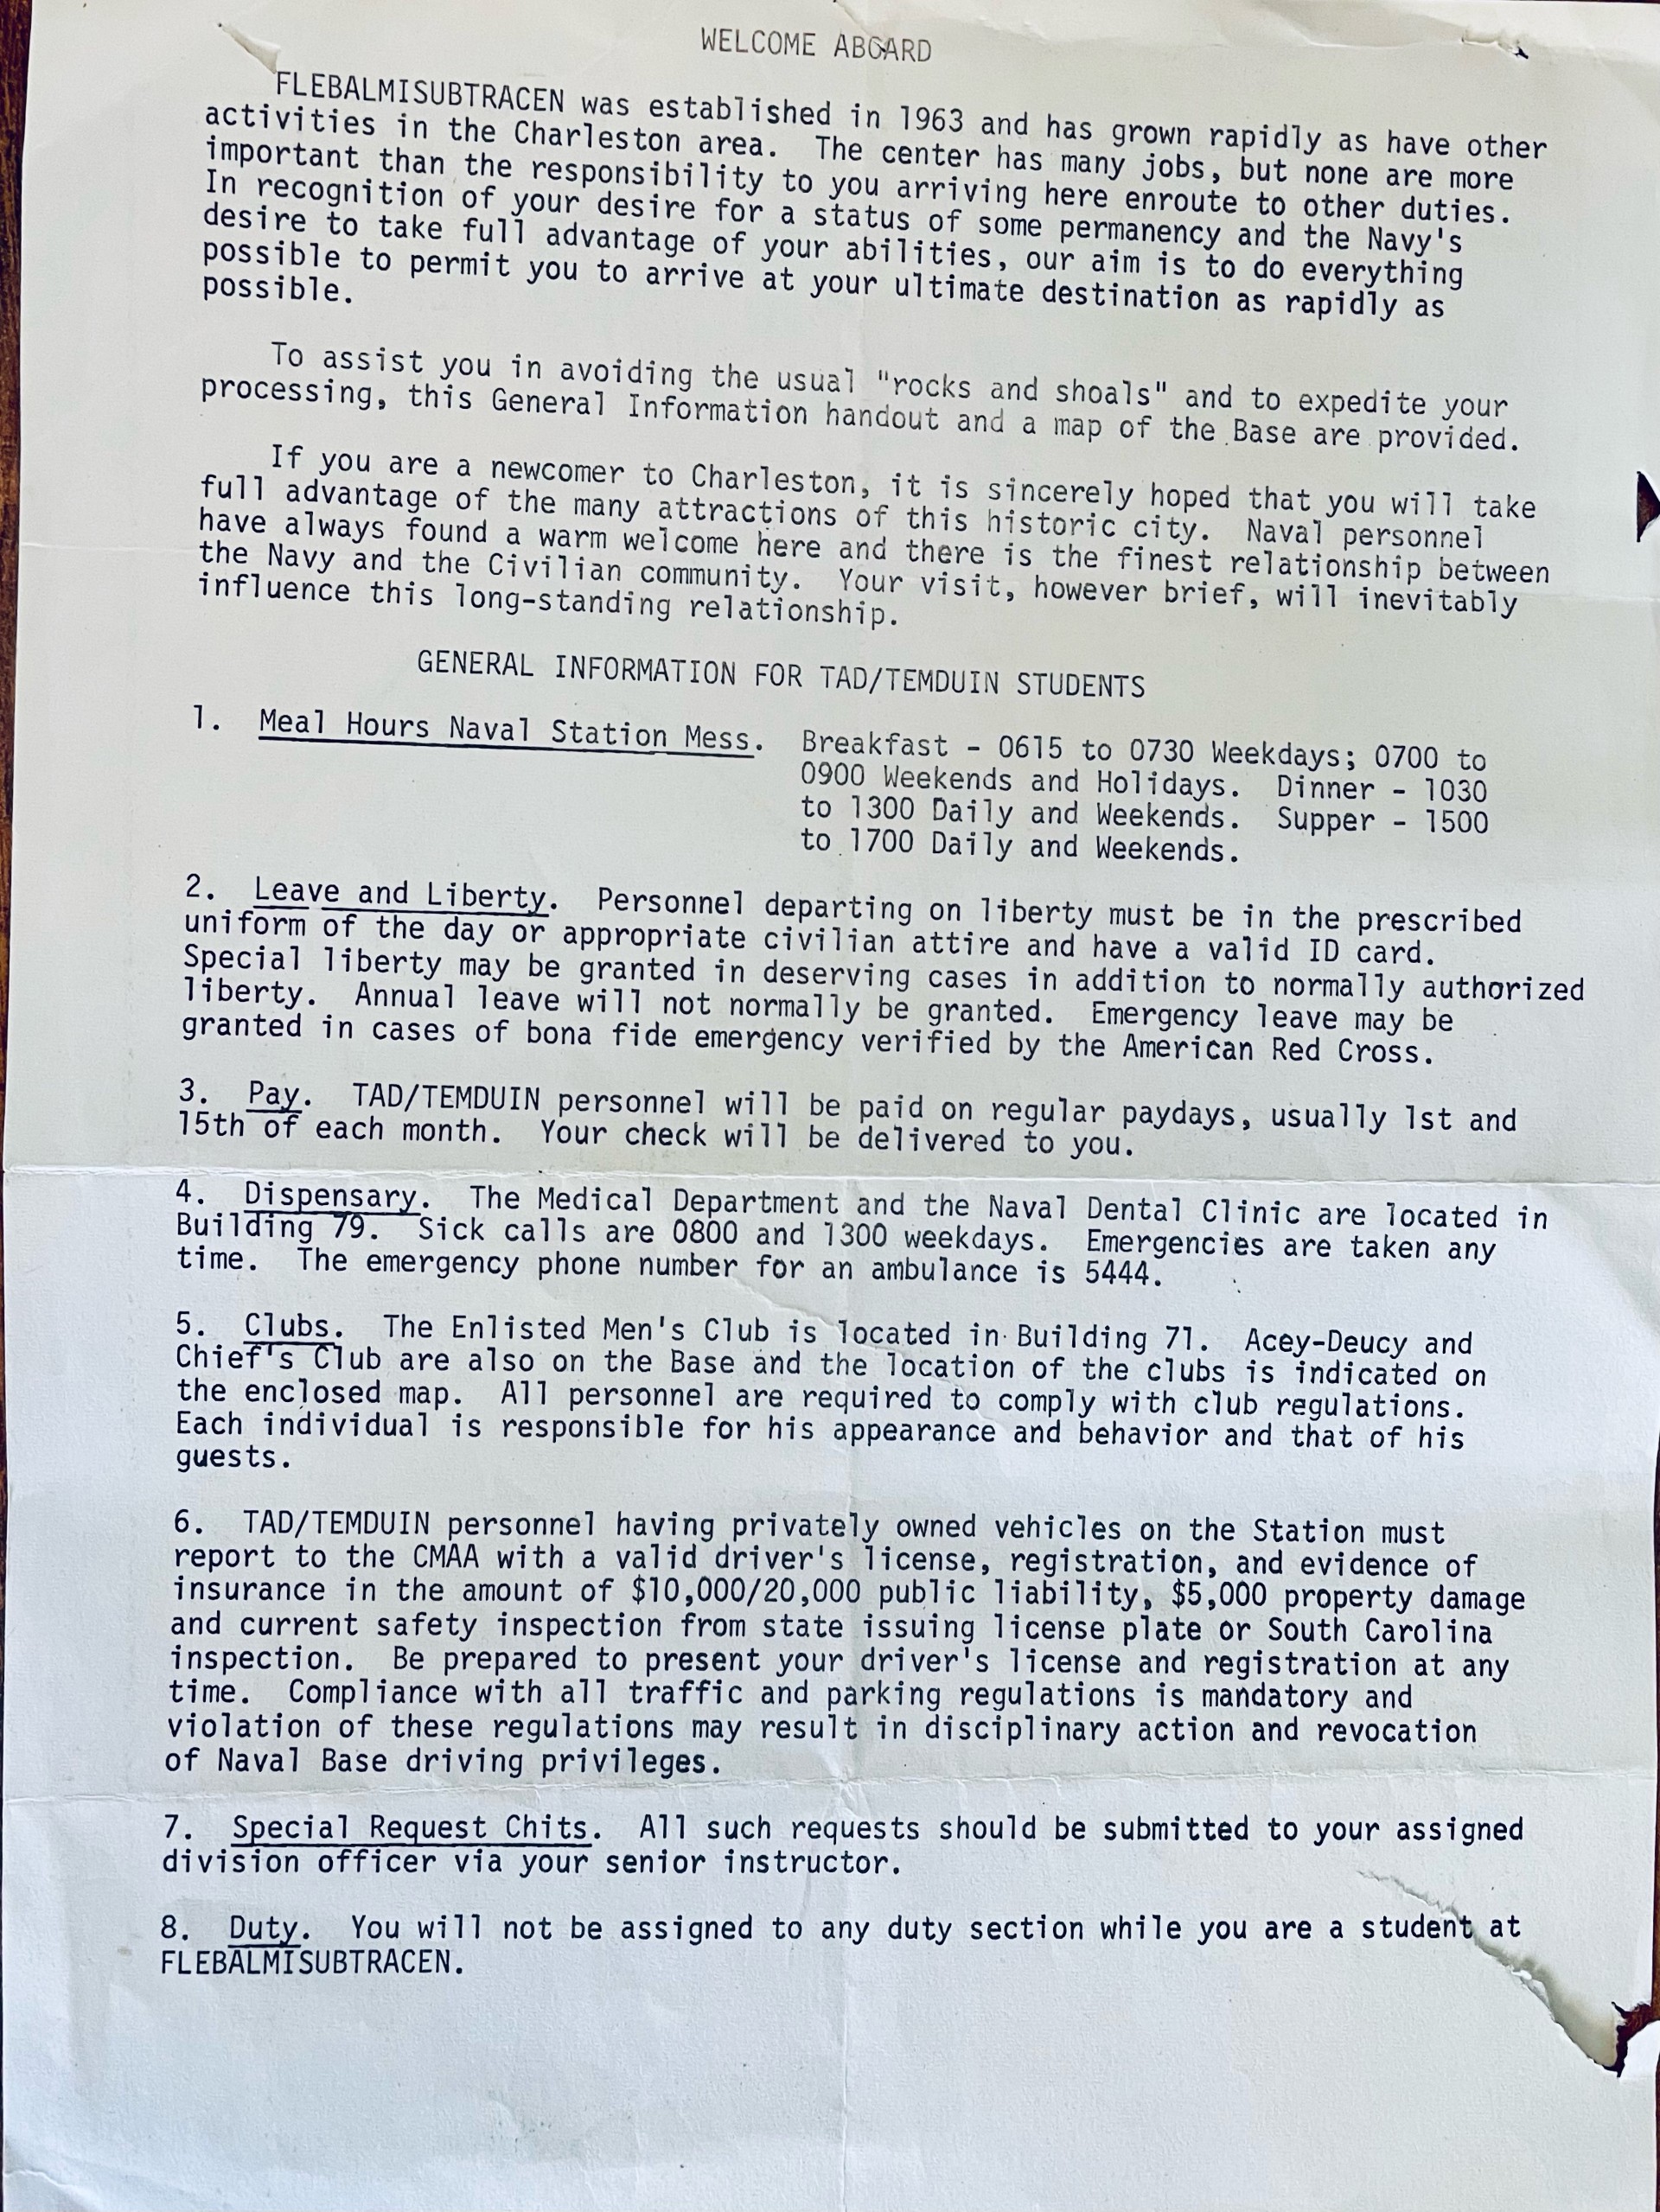 WELCOME ABOARD
FLEBALMISUBTRACEN was established in 1963 and has grown rapidly as have other
activities in the Charleston area. The center has many jobs, but none are more
important than the responsibility to you arriving here enroute to other duties.
In recognition of your desire for a status of some permanency and the Navy's
desire to take full advantage of your abilities, our aim is to do everything
possible to permit you to arrive at your ultimate destination as rapidly as
possible.
To assist you in avoiding the usual "rocks and shoals" and to expedite your
processing, this General Information handout and a map of the Base are provided.
If you are a newcomer to Charleston, it is sincerely hoped that you will take
full advantage of the many attractions of this historic city. Naval personnel
have always found a warm welcome here and there is the finest relationship between
the Navy and the Civilian community. Your visit, however brief, will inevitably
influence this long-standing relationship.
GENERAL INFORMATION FOR TAD/TEMDUIN STUDENTS
1. Meal Hours Naval Station Mess. Breakfast - 0615 to 0730 Weekdays; 0700 to
0900 Weekends and Holidays. Dinner - 1030
to 1300 Daily and Weekends. Supper - 1500
to 1700 Daily and Weekends.
2. Leave and Liberty. Personnel departing on liberty must be in the prescribed
uniform of the day or appropriate civilian attire and have a valid ID card.
Special liberty may be granted in deserving cases in addition to normally authorized
liberty. Annual leave will not normally be granted. Emergency leave may be
granted in cases of bona fide emergency verified by the American Red Cross.
3. Pay. TAD/TEMDUIN personnel will be paid on regular paydays, usually 1st and
15th of each month. Your check will be delivered to you.
4. Dispensary. The Medical Department and the Naval Dental Clinic are located in
Building 79. Sick calls are 0800 and 1300 weekdays. Emergencies are taken any
time. The emergency phone number for an ambulance is 5444.
5. Clubs. The Enlisted Men's Club is located in Building 71. Acey-Deucy and
Chief's Club are also on the Base and the location of the clubs is indicated on
the enclosed map. All personnel are required to comply with club regulations.
Each individual is responsible for his appearance and behavior and that of his
guests.
6. TAD/TEMDUIN personnel having privately owned vehicles on the Station must
report to the CMAA with a valid driver's license, registration, and evidence of
insurance in the amount of $10,000/20,000 public liability, $5,000 property damage
and current safety inspection from state issuing license plate or South Carolina
inspection. Be prepared to present your driver's license and registration at any
time. Compliance with all traffic and parking regulations is mandatory and
violation of these regulations may result in disciplinary action and revocation
of Naval Base driving privileges.
7. Special Request Chits. All such requests should be submitted to your assigned
division officer via your senior instructor.
8. Duty. You will not be assigned to any duty section while you are a student at
FLEBALMISUBTRACEN.